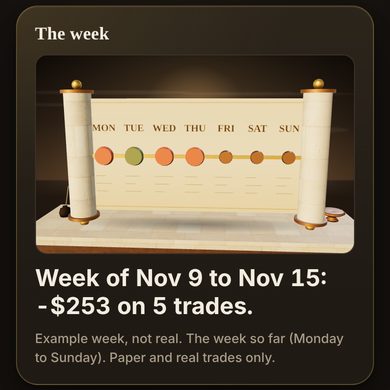 The week
MON TUE WED THU FRI SAT SUN
Week of Nov 9 to Nov 15:
-$253 on 5 trades.
Example week, not real. The week so far (Monday
to Sunday). Paper and real trades only.